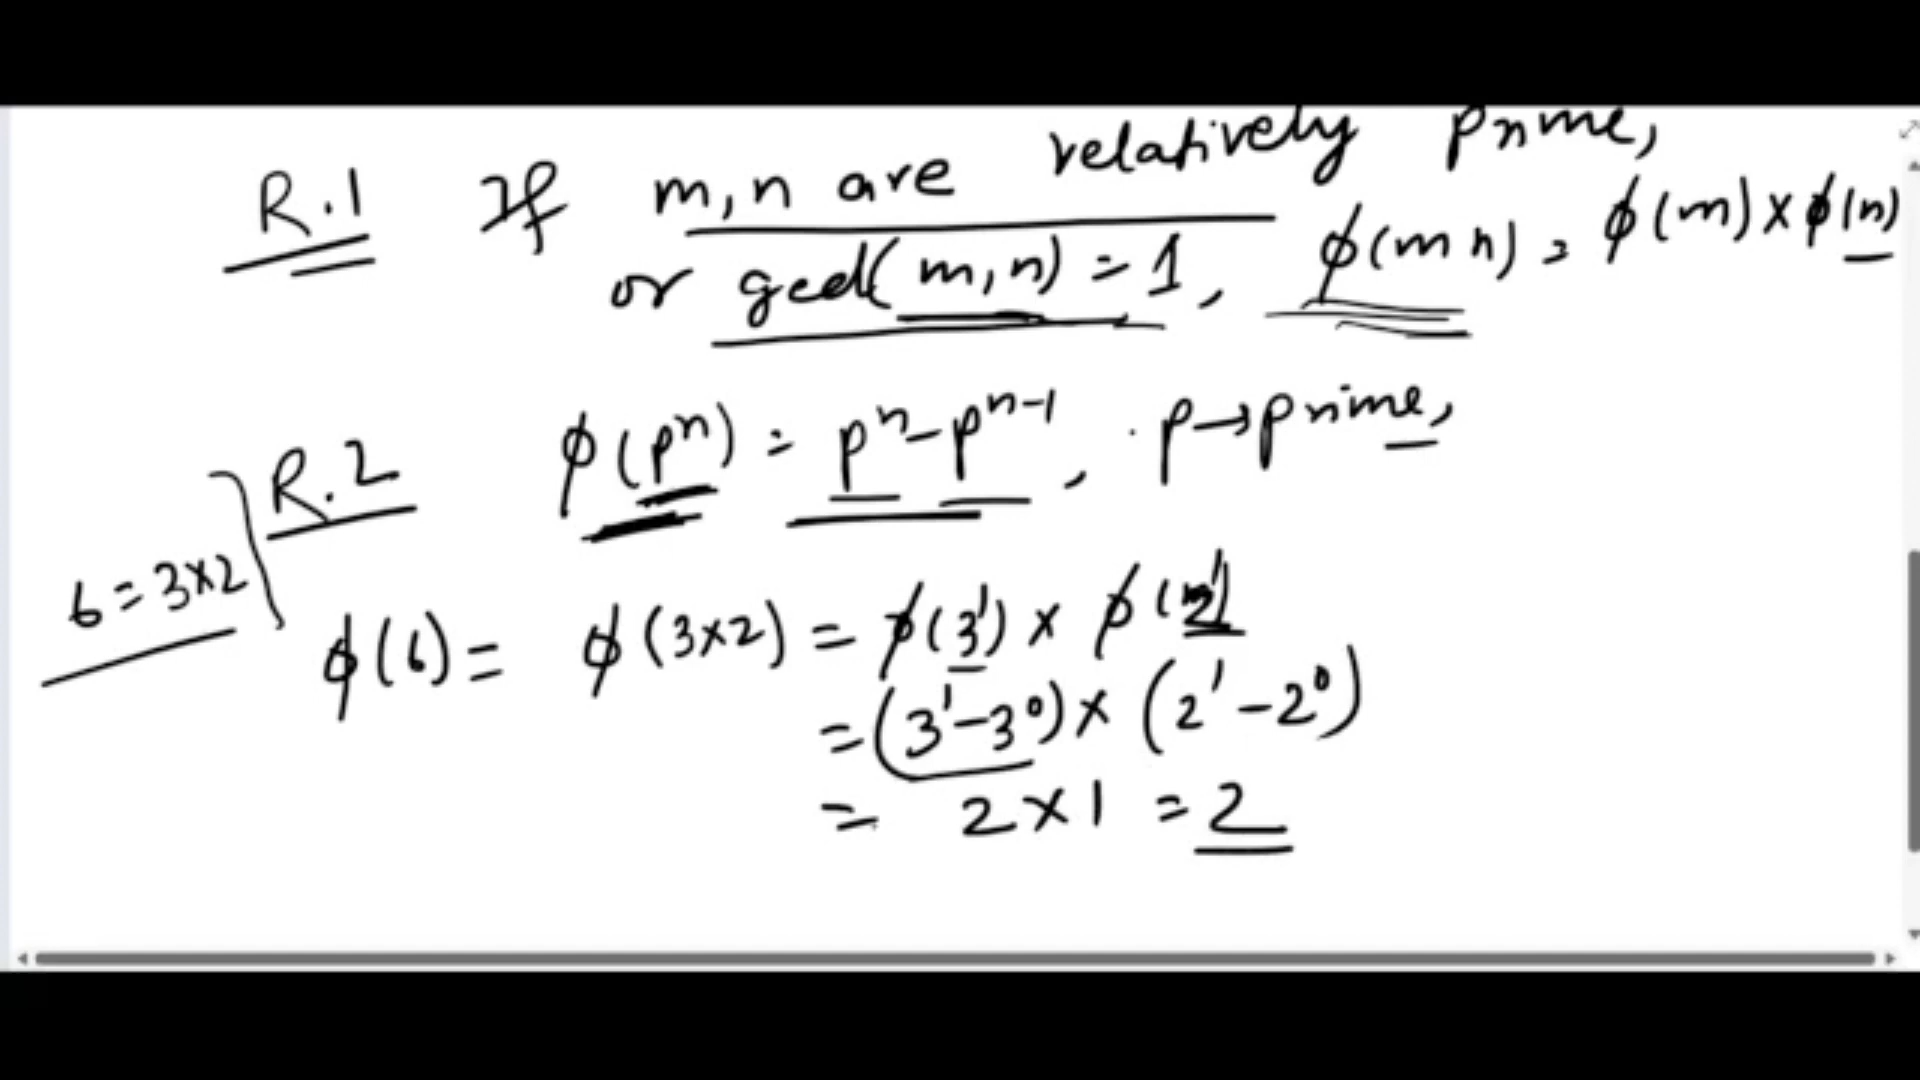 R.1 If m,n are relatively prime,
or gcd(m,n) = 1, ϕ(mn) = ϕ(m)×ϕ(n)
R.2 ϕ(pⁿ) = pⁿ-pⁿ⁻¹, p→prime,
6=3×2
ϕ(6) = ϕ(3×2) = ϕ(3¹) × ϕ(2¹)
=(3¹-3⁰)× (2¹-2⁰)
= 2×1 = 2